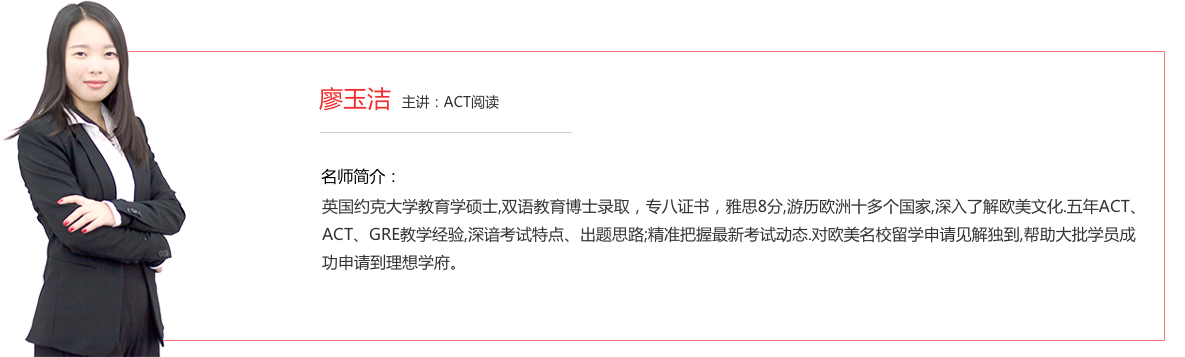 廖玉洁 主讲：ACT阅读
名师简介：
英国约克大学教育学硕士,双语教育博士录取，专八证书，雅思8分,游历欧洲十多个国家,深入了解欧美文化.五年ACT、
ACT、GRE教学经验,深谙考试特点、出题思路;精准把握最新考试动态.对欧美名校留学申请见解独到,帮助大批学员成
功申请到理想学府。